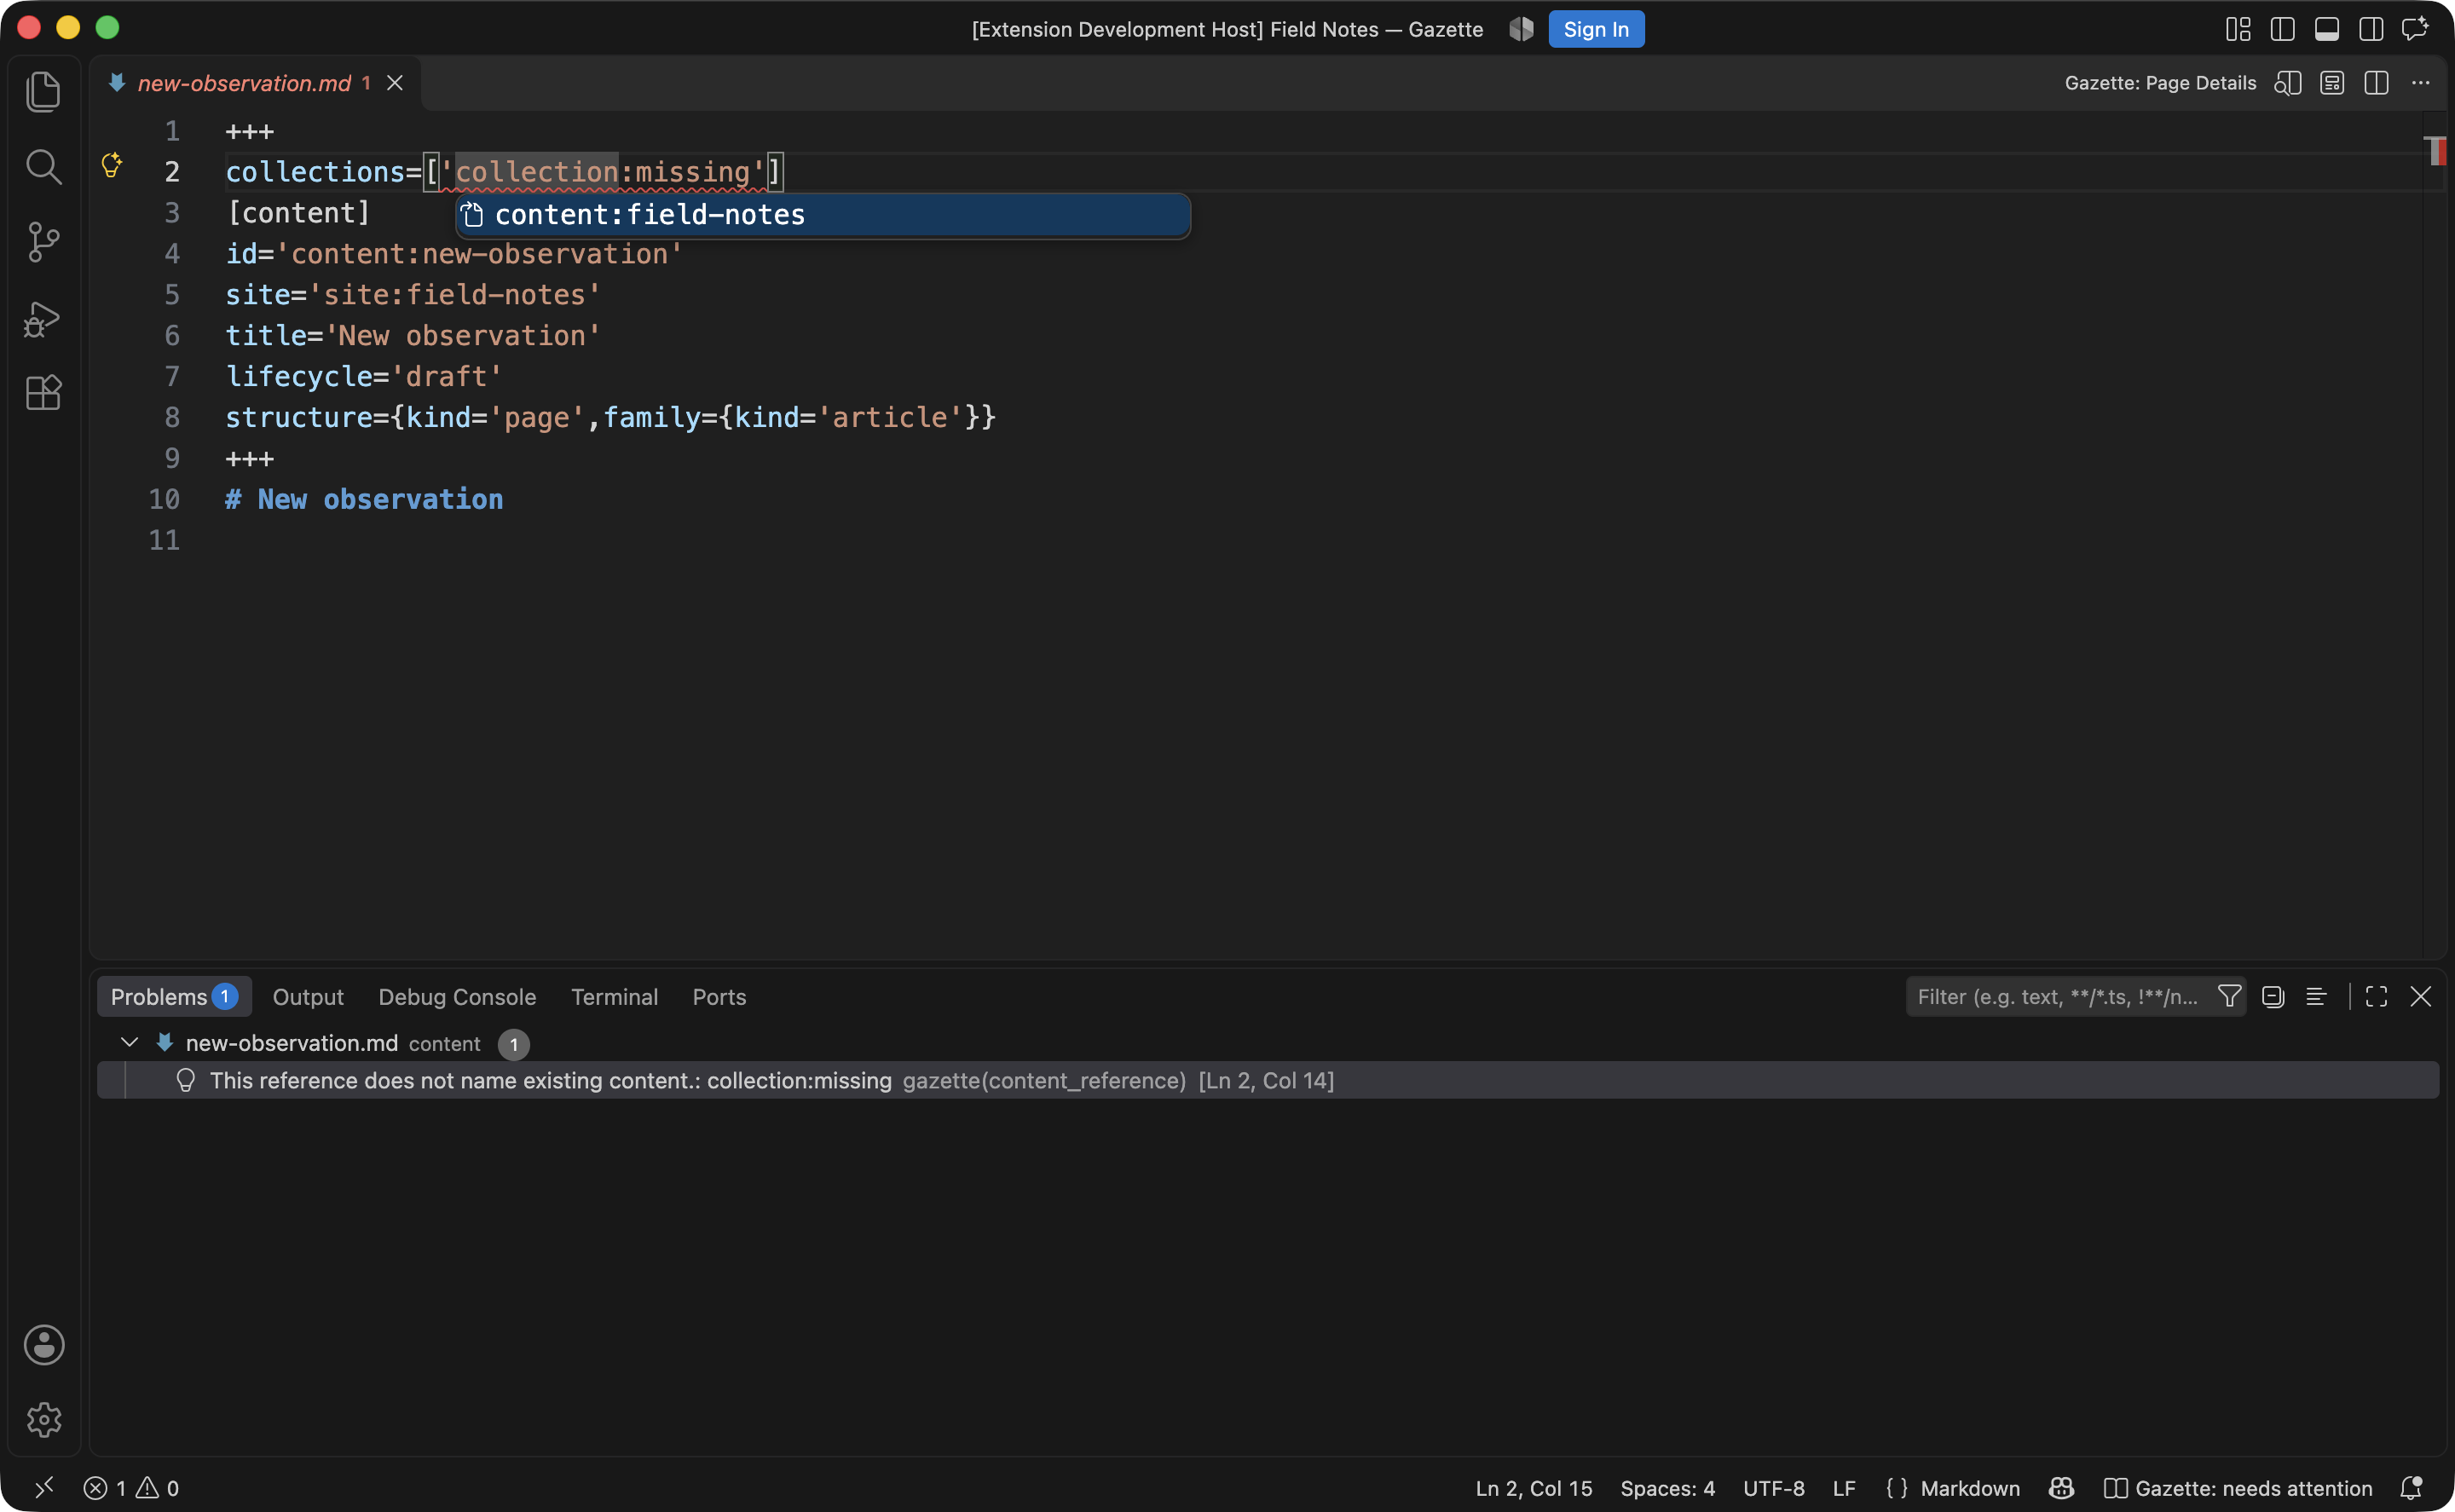 [Extension Development Host] Field Notes — Gazette
Sign In
new-observation.md 1
Gazette: Page Details
1 +++
2 collections=['collection:missing']
content:field-notes
3 [content]
4 id='content:new-observation'
5 site='site:field-notes'
6 title='New observation'
7 lifecycle='draft'
8 structure={kind='page',family={kind='article'}}
9 +++
10 # New observation
11
Problems 1 Output Debug Console Terminal Ports
Filter (e.g. text, **/*.ts, !**/n...
new-observation.md content 1
This reference does not name existing content.: collection:missing gazette(content_reference) [Ln 2, Col 14]
1 0
Ln 2, Col 15 Spaces: 4 UTF-8 LF { } Markdown Gazette: needs attention